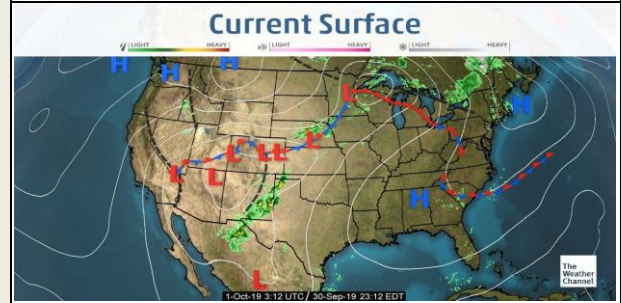 Current Surface
LIGHT HEAVY LIGHT HEAVY LIGHT HEAVY
H H H L H
L L L L L L
H
L
The
Weather
Channel
1-Oct-19 3:12 UTC / 30-Sep-19 23:12 EDT